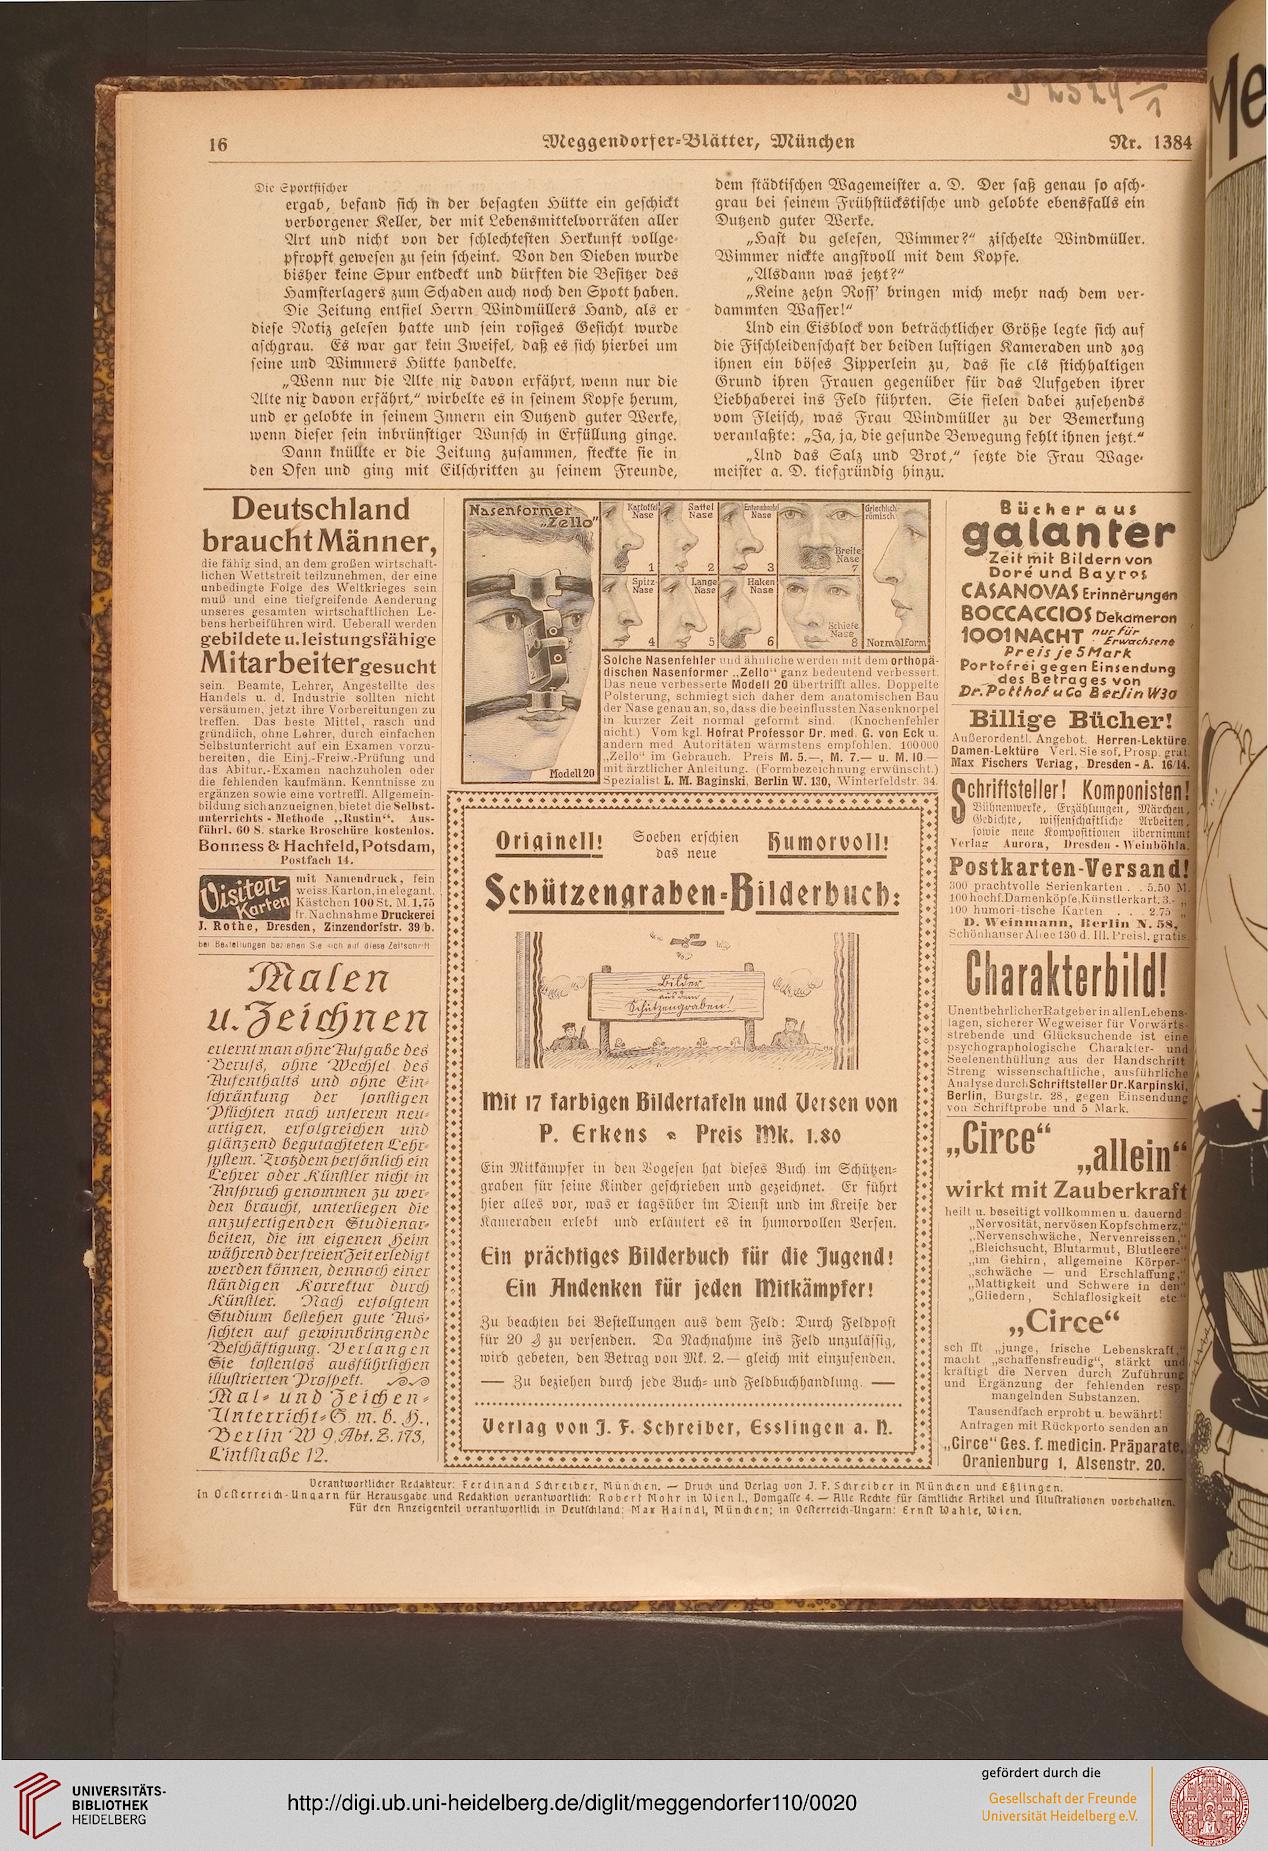 D 2529/1
16
Meggendorfer-Blätter, München
Nr. 1384
Die Sportfischer
ergab, befand sich in der besagten Hütte ein geschickt
verborgener Keller, der mit Lebensmittelvorräten aller
Art und nicht von der schlechtesten Herkunft vollge-
pfropft gewesen zu sein scheint. Von den Dieben wurde
bisher keine Spur entdeckt und dürften die Besitzer des
Hamsterlagers zum Schaden auch noch den Spott haben.
Die Zeitung entfiel Herrn Windmüllers Hand, als er
diese Notiz gelesen hatte und sein rosiges Gesicht wurde
aschgrau. Es war gar kein Zweifel, daß es sich hierbei um
seine und Wimmers Hütte handelte.
„Wenn nur die Alte nix davon erfährt, wenn nur die
Alte nix davon erfährt,“ wirbelte es in seinem Kopfe herum,
und er gelobte in seinem Innern ein Dutzend guter Werke,
wenn dieser sein inbrünstiger Wunsch in Erfüllung ginge.
Dann knüllte er die Zeitung zusammen, steckte sie in
den Ofen und ging mit Eilschritten zu seinem Freunde,
dem städtischen Wagemeister a. D. Der saß genau so asch-
grau bei seinem Frühstückstische und gelobte ebensfalls ein
Dutzend guter Werke.
„Hast du gelesen, Wimmer?“ zischelte Windmüller.
Wimmer nickte angstvoll mit dem Kopfe.
„Alsdann was jetzt?“
„Keine zehn Ross' bringen mich mehr nach dem ver-
dammten Wasser!“
Und ein Eisblock von beträchtlicher Größe legte sich auf
die Fischleidenschaft der beiden lustigen Kameraden und zog
ihnen ein böses Zipperlein zu, das sie als stichhaltigen
Grund ihren Frauen gegenüber für das Aufgeben ihrer
Liebhaberei ins Feld führten. Sie fielen dabei zusehends
vom Fleisch, was Frau Windmüller zu der Bemerkung
veranlaßte: „Ja, ja, die gesunde Bewegung fehlt ihnen jetzt.“
„Und das Salz und Brot,“ setzte die Frau Wage-
meister a. D. tiefgründig hinzu.
Deutschland
braucht Männer,
die fähig sind, an dem großen wirtschaft-
lichen Wettstreit teilzunehmen, der eine
unbedingte Folge des Weltkrieges sein
muß und eine tiefgreifende Aenderung
unseres gesamten wirtschaftlichen Le-
bens herbeiführen wird. Ueberall werden
gebildete u. leistungsfähige
Mitarbeiter gesucht
sein. Beamte, Lehrer, Angestellte des
Handels u. d. Industrie sollten nicht
versäumen, jetzt ihre Vorbereitungen zu
treffen. Das beste Mittel, rasch und
gründlich, ohne Lehrer, durch einfachen
Selbstunterricht auf ein Examen vorzu-
bereiten, die Einj.-Freiw.-Prüfung und
das Abitur.-Examen nachzuholen oder
die fehlenden kaufmänn. Kenntnisse zu
ergänzen sowie eine vortreffl. Allgemein-
bildung sich anzueignen, bietet die Selbst-
unterrichts-Methode „Rustin“. Aus-
führl. 60 S. starke Broschüre kostenlos.
Bonness & Hachfeld, Potsdam,
Postfach 14.
Visiten-
Karten
mit Namendruck, fein
weiss. Karton, in elegant.
Kästchen 100 St. M. 1,75
fr. Nachnahme Druckerei
J. Rothe, Dresden, Zinzendorfstr. 39 b.
bei Bestellungen beziehen Sie sich auf diese Zeitschrift
Malen
u. Zeichnen
erlernt man ohne Aufgabe des
Berufs, ohne Wechsel des
Aufenthalts und ohne Ein-
schränkung der sonstigen
Pflichten nach unserem neu-
artigen, erfolgreichen und
glänzend begutachteten Lehr-
system. Trotzdem persönlich ein
Lehrer oder Künstler nicht in
Anspruch genommen zu wer-
den braucht, unterliegen die
anzufertigenden Studienar-
beiten, die im eigenen Heim
während der freien Zeit erledigt
werden können, dennoch einer
ständigen Korrektur durch
Künstler. Nach erfolgtem
Studium bestehen gute Aus-
sichten auf gewinnbringende
Beschäftigung. Verlangen
Sie kostenlos ausführlichen
illustrierten Prospekt.
Mal- und Zeichen-
Unterricht-G. m. b. H.,
Berlin W 9, Abt. Z. 173,
Linkstraße 12.
Nasenformer
„Zello“
Modell 20
Kartoffel
Nase
1
Sattel
Nase
2
Entenschnabel
Nase
3
Breite
Nase
7
Griechisch-
römisch
Spitz-
Nase
4
Lange
Nase
5
Haken
Nase
6
Schiefe
Nase
8
Normalform
Solche Nasenfehler und ähnliche werden mit dem orthopä-
dischen Nasenformer „Zello“ ganz bedeutend verbessert.
Das neue verbesserte Modell 20 übertrifft alles. Doppelte
Polsterung, schmiegt sich daher dem anatomischen Bau
der Nase genau an, so, dass die beeinflussten Nasenknorpel
in kurzer Zeit normal geformt sind. (Knochenfehler
nicht.) Vom kgl. Hofrat Professor Dr. med. G. von Eck u.
andern med. Autoritäten wärmstens empfohlen. 100000
„Zello“ im Gebrauch. Preis M. 5.—, M. 7.— u. M. 10.—
mit ärztlicher Anleitung. (Formbezeichnung erwünscht.)
Spezialist L. M. Baginski, Berlin W. 130, Winterfeldstr. 34.
Originell!
Soeben erschien
das neue
Humorvoll!
Schützengraben-Bilderbuch:
Bilder
aus dem
Schützengraben!
Mit 17 farbigen Bildertafeln und Versen von
P. Erkens • Preis Mk. 1.80
Ein Mitkämpfer in den Vogesen hat dieses Buch im Schützen-
graben für seine Kinder geschrieben und gezeichnet. Er führt
hier alles vor, was er tagsüber im Dienst und im Kreise der
Kameraden erlebt und erläutert es in humorvollen Versen.
Ein prächtiges Bilderbuch für die Jugend!
Ein Andenken für jeden Mitkämpfer!
Zu beachten bei Bestellungen aus dem Feld: Durch Feldpost
für 20 ₰ zu versenden. Da Nachnahme ins Feld unzulässig,
wird gebeten, den Betrag von Mk. 2.— gleich mit einzusenden.
— Zu beziehen durch jede Buch- und Feldbuchhandlung. —
Verlag von J. F. Schreiber, Esslingen a. N.
Bücher aus
galanter
Zeit mit Bildern von
Doré und Bayros
CASANOVAS Erinnerungen
BOCCACCIOS Dekameron
1001 NACHT nur für
Erwachsene
Preis je 5 Mark
Portofrei gegen Einsendung
des Betrages von
Dr. Potthof u Co Berlin W30
Billige Bücher!
Außerordentl. Angebot. Herren-Lektüre.
Damen-Lektüre Verl. Sie sof. Prosp. grat.
Max Fischers Verlag, Dresden-A. 16/14.
Schriftsteller! Komponisten!
Bühnenwerke, Erzählungen, Märchen,
Gedichte, wissenschaftliche Arbeiten,
sowie neue Kompositionen übernimmt
Verlag Aurora, Dresden-Weinböhla.
Postkarten-Versand!
300 prachtvolle Serienkarten . . 5.50 M.
100 hochf. Damenköpfe, Künstlerkart. 3.- „
100 humoristische Karten . . . 2.75 „
D. Weinmann, Berlin N. 58,
Schönhauser Allee 130 d. Ill. Preisl. gratis.
Charakterbild!
Unentbehrlicher Ratgeber in allen Lebens-
lagen, sicherer Wegweiser für Vorwärts-
strebende und Glücksuchende ist eine
psychographologische Charakter- und
Seelenenthüllung aus der Handschrift
Streng wissenschaftliche, ausführliche
Analyse durch Schriftsteller Dr. Karpinski,
Berlin, Burgstr. 28, gegen Einsendung
von Schriftprobe und 5 Mark.
„Circe“
„allein“
wirkt mit Zauberkraft
heilt u. beseitigt vollkommen u. dauernd:
„Nervosität, nervösen Kopfschmerz,“
„Nervenschwäche, Nervenreissen,“
„Bleichsucht, Blutarmut, Blutleere“
„im Gehirn, allgemeine Körper-“
„schwäche — und Erschlaffung,“
„Mattigkeit und Schwere in den“
„Gliedern, Schlaflosigkeit etc.“
„Circe“
schafft „junge, frische Lebenskraft,“
macht „schaffensfreudig“, stärkt und
kräftigt die Nerven durch Zuführung
und Ergänzung der fehlenden resp.
mangelnden Substanzen.
Tausendfach erprobt u. bewährt!
Anfragen mit Rückporto senden an
„Circe“ Ges. f. medicin. Präparate,
Oranienburg 1, Alsenstr. 20.
Verantwortlicher Redakteur: Ferdinand Schreiber, München. — Druck und Verlag von J. F. Schreiber in München und Eßlingen.
In Oesterreich-Ungarn für Herausgabe und Redaktion verantwortlich: Robert Mohr in Wien I., Domgasse 4. — Alle Rechte für sämtliche Artikel und Illustrationen vorbehalten.
Für den Anzeigenteil verantwortlich in Deutschland: Max Haindl, München; in Oesterreich-Ungarn: Ernst Wahle, Wien.
Me
UNIVERSITÄTS-
BIBLIOTHEK
HEIDELBERG
http://digi.ub.uni-heidelberg.de/diglit/meggendorfer110/0020
gefördert durch die
Gesellschaft der Freunde
Universität Heidelberg e.V.